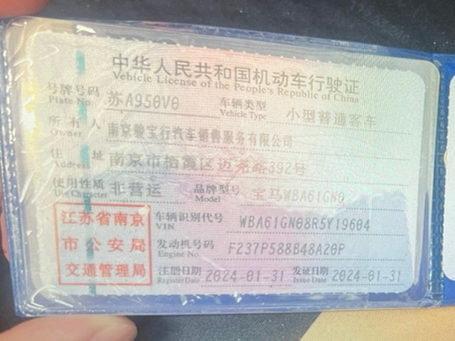 中华人民共和国机动车行驶证
Vehicle License of the People's Republic of China
号牌号码 Plate No. 苏A950V0 车辆类型 Vehicle Type 小型普通客车
所有人 Owner 南京骏宝行汽车销售服务有限公司
住址 Address 南京市栖霞区迈尧路392号
使用性质 Use Character 非营运 品牌型号 Model 宝马WBA61GN0
江苏省南京
市公安局
交通管理局
车辆识别代号 VIN WBA61GN08R5Y19604
发动机号码 Engine No. F237P588B48A20P
注册日期 Register Date 2024-01-31 发证日期 Issue Date 2024-01-31